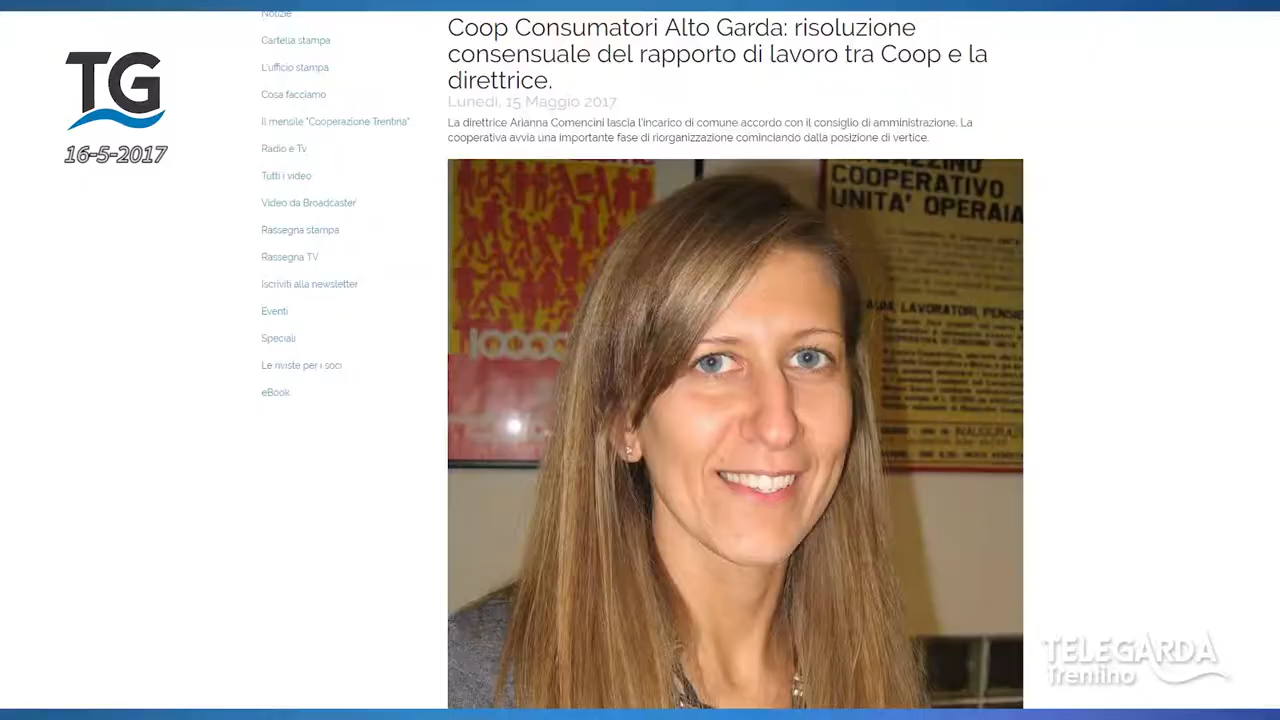 Notizie
Cartella stampa
L'ufficio stampa
Cosa facciamo
Il mensile "Cooperazione Trentina"
Radio e Tv
Tutti i video
Video da Broadcaster
Rassegna stampa
Rassegna TV
Iscriviti alla newsletter
Eventi
Speciali
Le riviste per i soci
eBook
TG
16-5-2017
Coop Consumatori Alto Garda: risoluzione
consensuale del rapporto di lavoro tra Coop e la
direttrice.
Lunedì, 15 Maggio 2017
La direttrice Arianna Comencini lascia l'incarico di comune accordo con il consiglio di amministrazione. La
cooperativa avvia una importante fase di riorganizzazione cominciando dalla posizione di vertice.
COOPERATIVO
UNITA' OPERAIA
LAVORATORI
TELEGARDA
Trentino